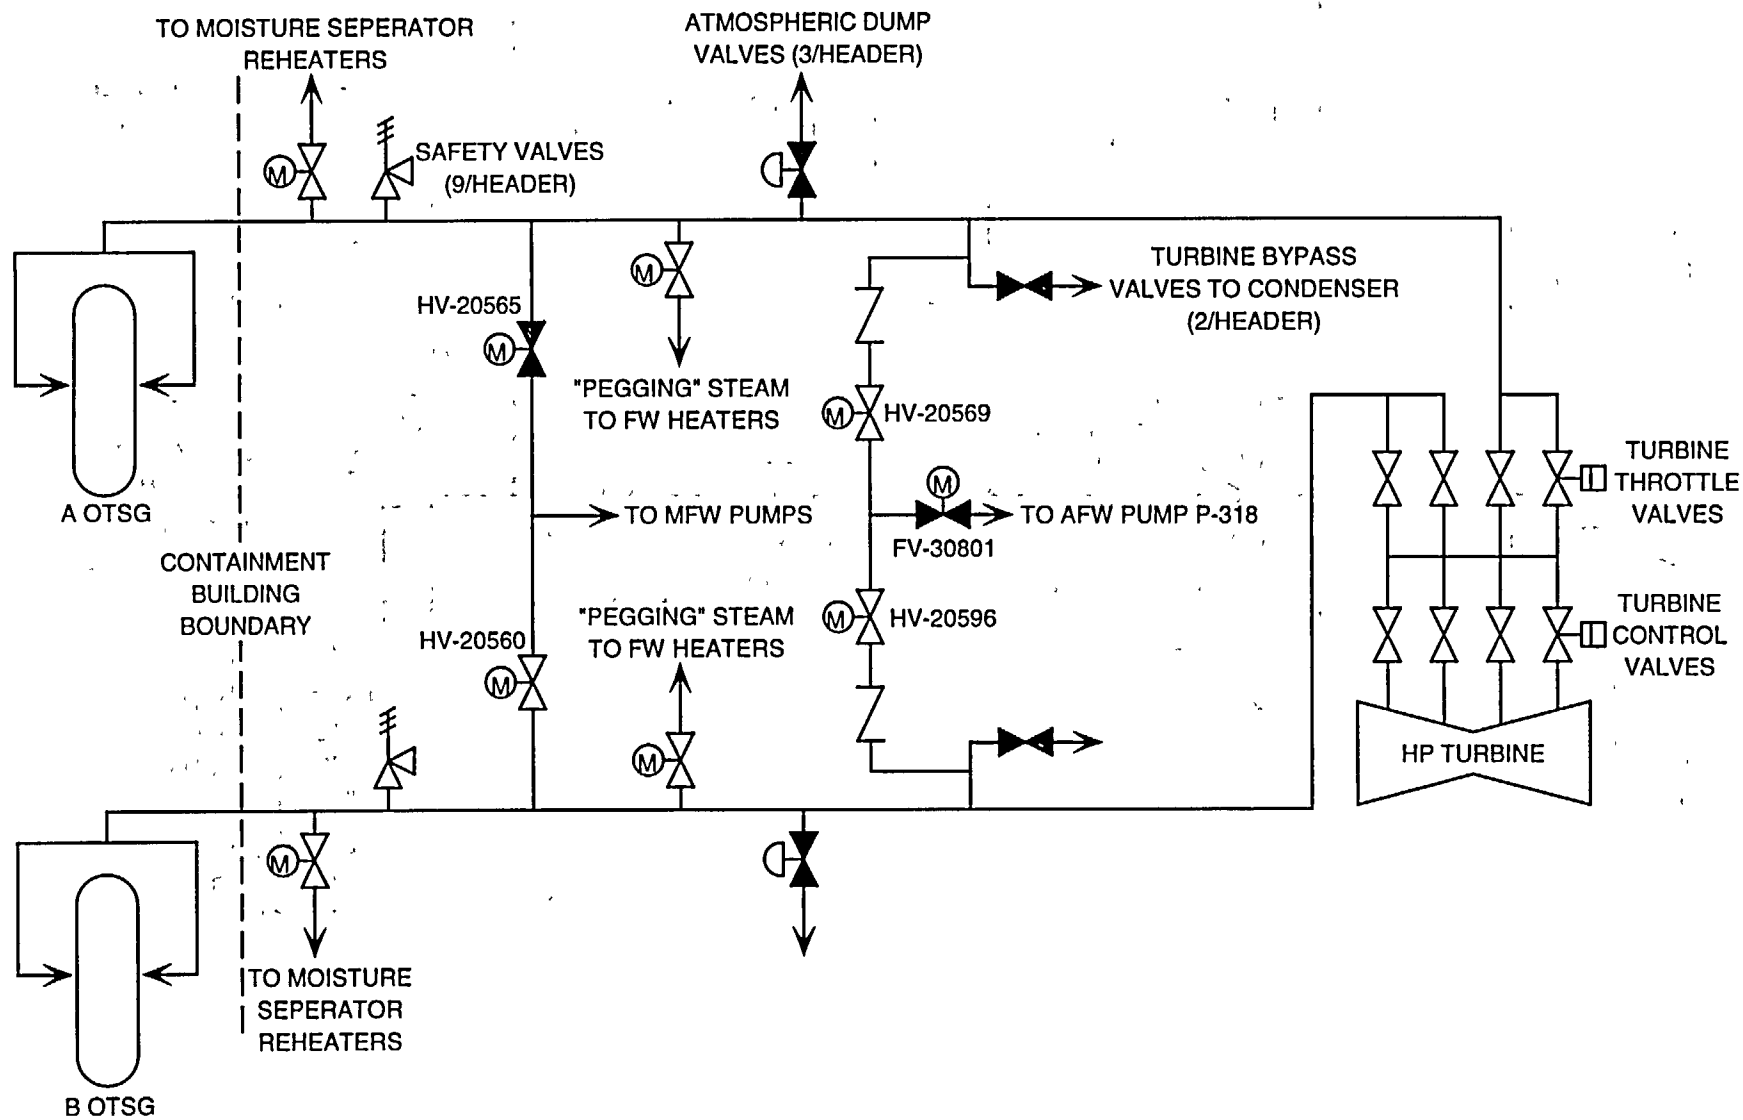 TO MOISTURE SEPERATOR
REHEATERS
ATMOSPHERIC DUMP
VALVES (3/HEADER)
M
SAFETY VALVES
(9/HEADER)
M
TURBINE BYPASS
VALVES TO CONDENSER
(2/HEADER)
HV-20565
M
"PEGGING" STEAM
TO FW HEATERS
M
HV-20569
A OTSG
TO MFW PUMPS
M
TO AFW PUMP P-318
FV-30801
TURBINE
THROTTLE
VALVES
CONTAINMENT
BUILDING
BOUNDARY
"PEGGING" STEAM
TO FW HEATERS
M
HV-20596
TURBINE
CONTROL
VALVES
HV-20560
M
M
HP TURBINE
M
TO MOISTURE
SEPERATOR
REHEATERS
B OTSG